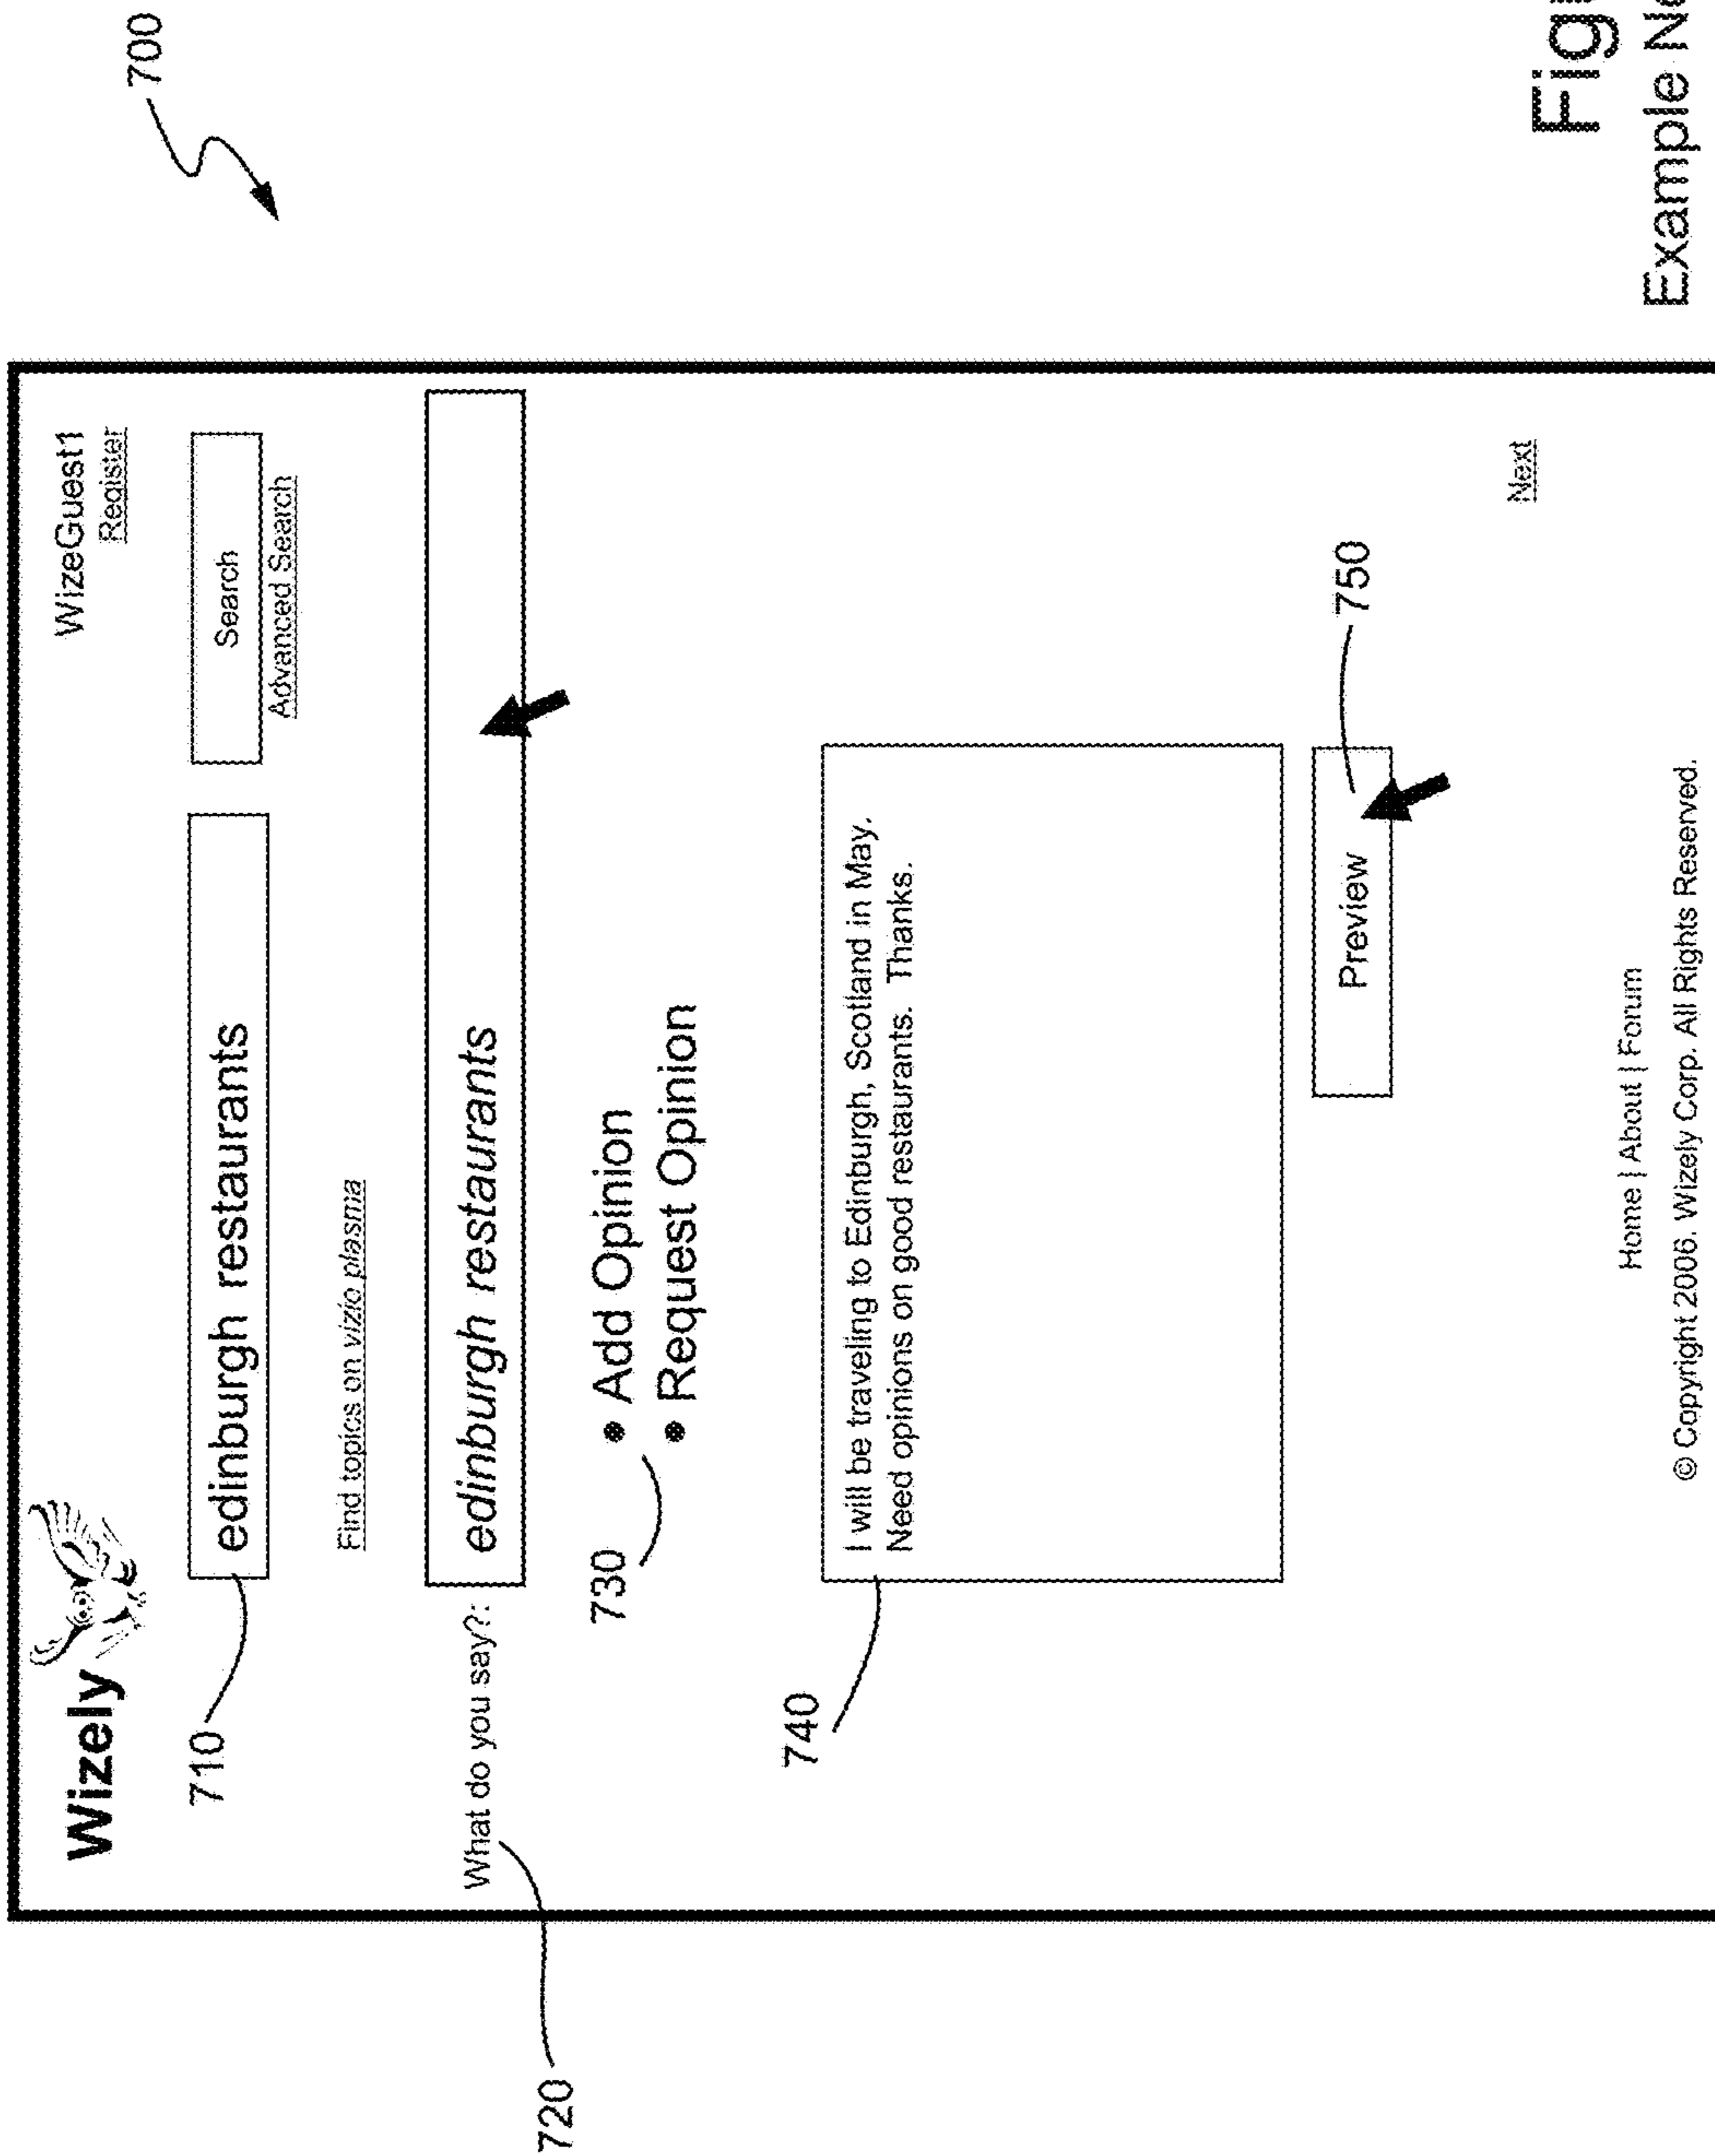 700
Wizely
WizeGuest1
Register
710
edinburgh restaurants
Search
Advanced Search
Find topics on vizio plasma
720
What do you say?:
edinburgh restaurants
730
• Add Opinion
• Request Opinion
740
I will be traveling to Edinburgh, Scotland in May.
Need opinions on good restaurants. Thanks.
Preview
750
Next
Home | About | Forum
© Copyright 2006. Wizely Corp. All Rights Reserved.
Example